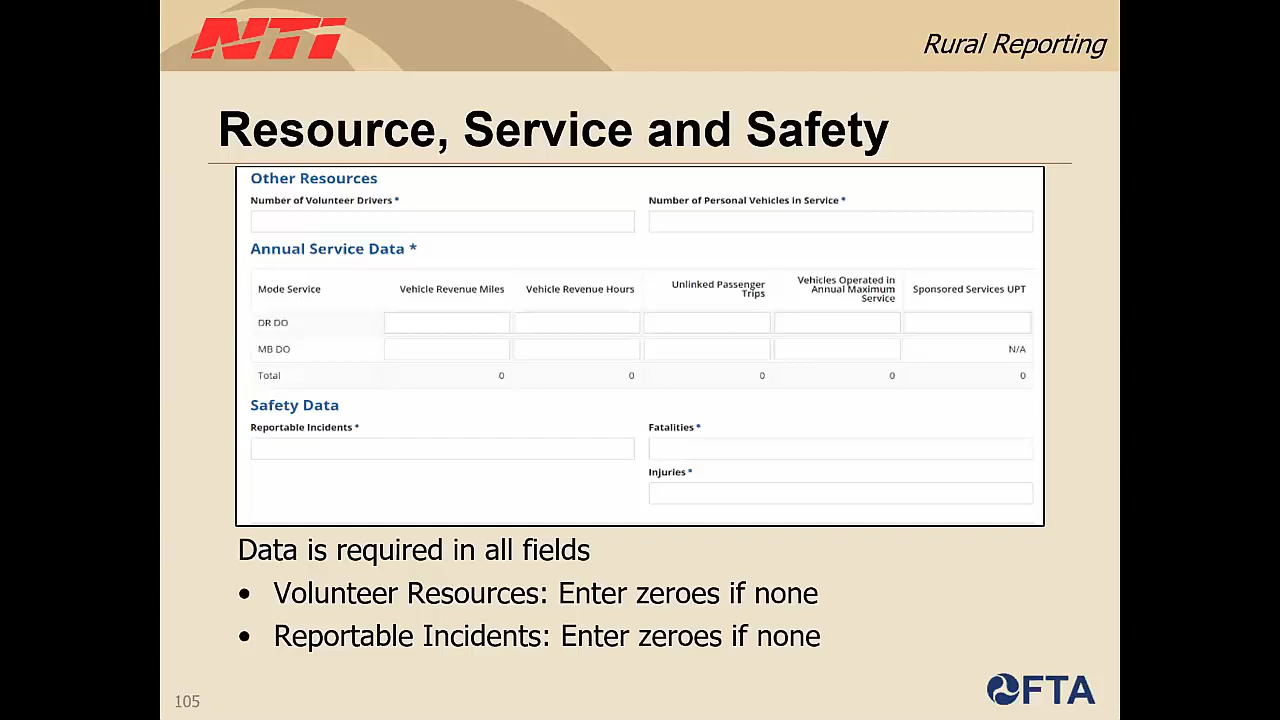 NTI
Rural Reporting
Resource, Service and Safety
Other Resources
Number of Volunteer Drivers *
Number of Personal Vehicles in Service *
Annual Service Data *
Mode Service
Vehicle Revenue Miles
Vehicle Revenue Hours
Unlinked Passenger
Trips
Vehicles Operated in
Annual Maximum
Service
Sponsored Services UPT
DR DO
MB DO
N/A
Total
0
0
0
0
0
Safety Data
Reportable Incidents *
Fatalities *
Injuries *
Data is required in all fields
• Volunteer Resources: Enter zeroes if none
• Reportable Incidents: Enter zeroes if none
105
FTA